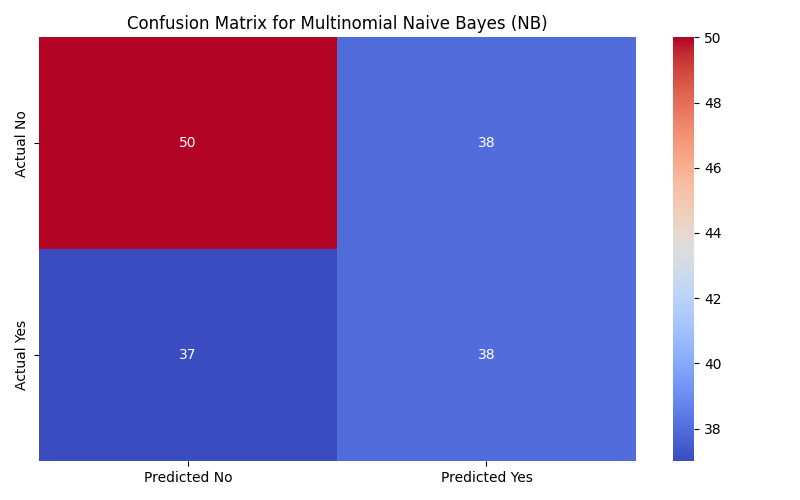 Confusion Matrix for Multinomial Naive Bayes (NB)
Actual No
50
38
Actual Yes
37
38
Predicted No
Predicted Yes
50
48
46
44
42
40
38